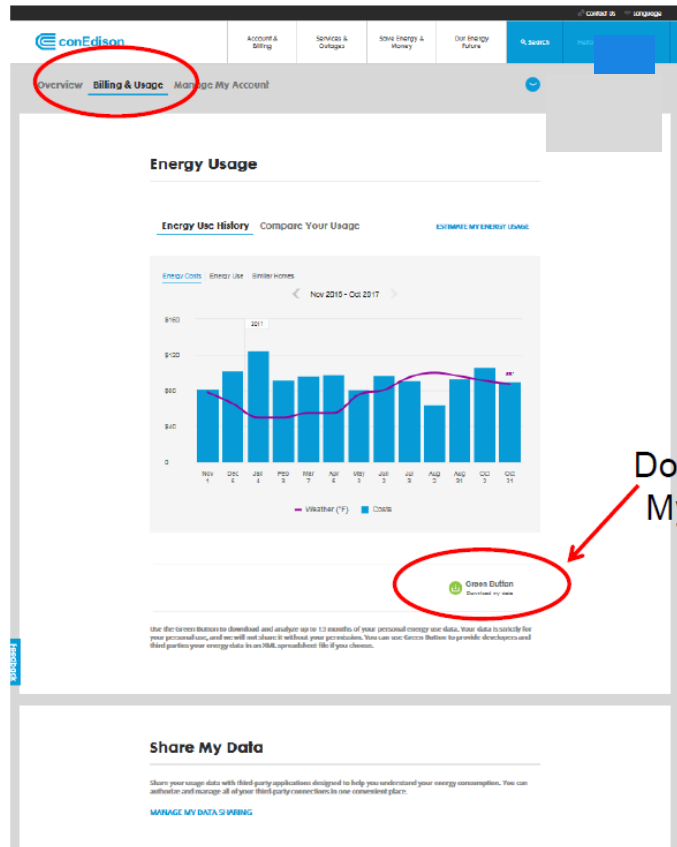 Contact Us Language
conEdison
Account & Billing
Services & Outages
Save Energy & Money
Our Energy Future
Search
Overview Billing & Usage Manage My Account
Energy Usage
Energy Use History Compare Your Usage
ESTIMATE MY ENERGY USAGE
Energy Costs Energy Use Similar Homes
Nov 2016 - Oct 2017
$160
2017
$120
$80
$40
0
Nov Dec Jan Feb Mar Apr May Jun Jul Aug Aug Oct Oct
Weather (°F) Costs
Do
My
Green Button
Download my data
Use the Green Button to download and analyze up to 13 months of your personal energy use data. Your data is strictly for
your personal use, and we will not share it without your permission. You can use Green Button to provide developers and
third parties your energy data in an XML spreadsheet file if you choose.
Feedback
Share My Data
Share your usage data with third-party applications designed to help you understand your energy consumption. You can
authorize and manage all of your third-party connections in one convenient place.
MANAGE MY DATA SHARING